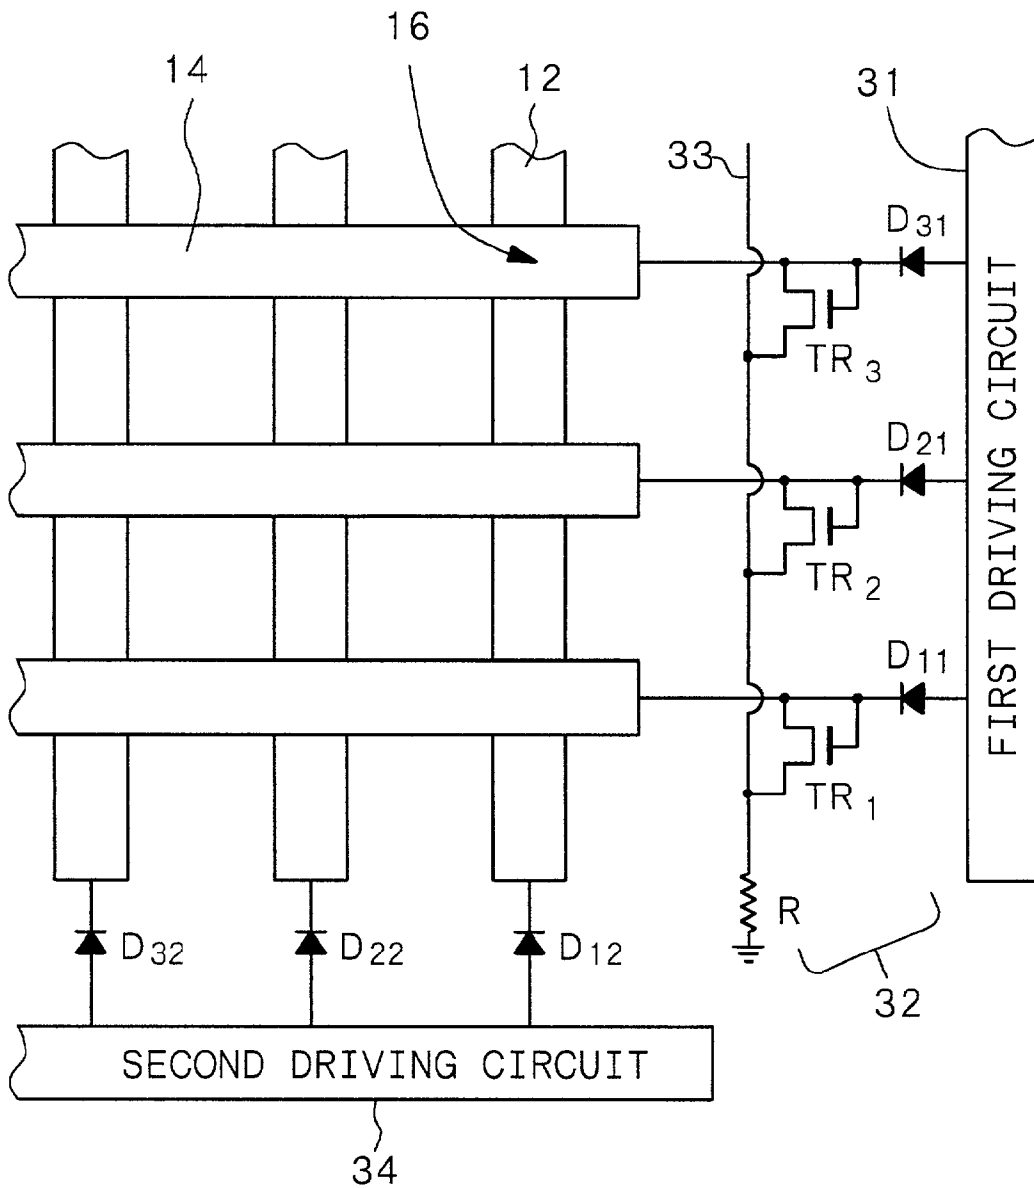 16
14
12
31
33
D31
TR3
D21
TR2
D11
TR1
FIRST DRIVING CIRCUIT
R
D32
D22
D12
32
SECOND DRIVING CIRCUIT
34